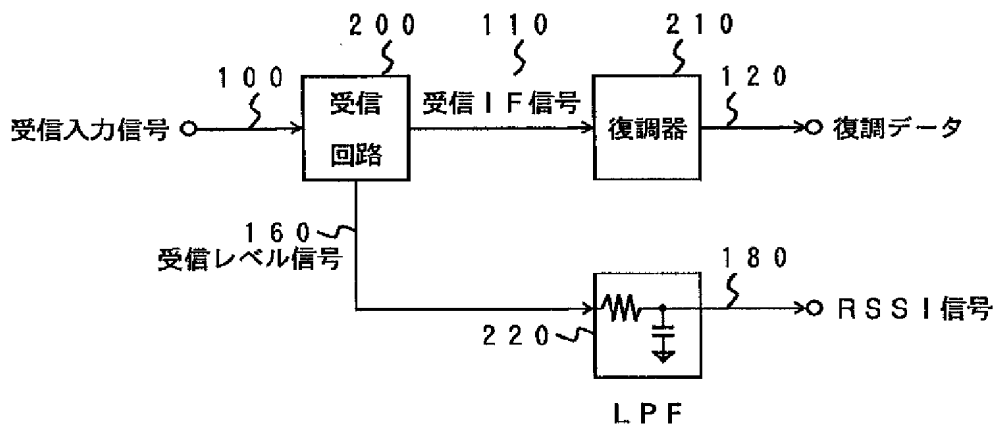 200
110
210
100
120
受信入力信号
受信
回路
受信IF信号
復調器
復調データ
160
受信レベル信号
180
RSSI信号
220
LPF